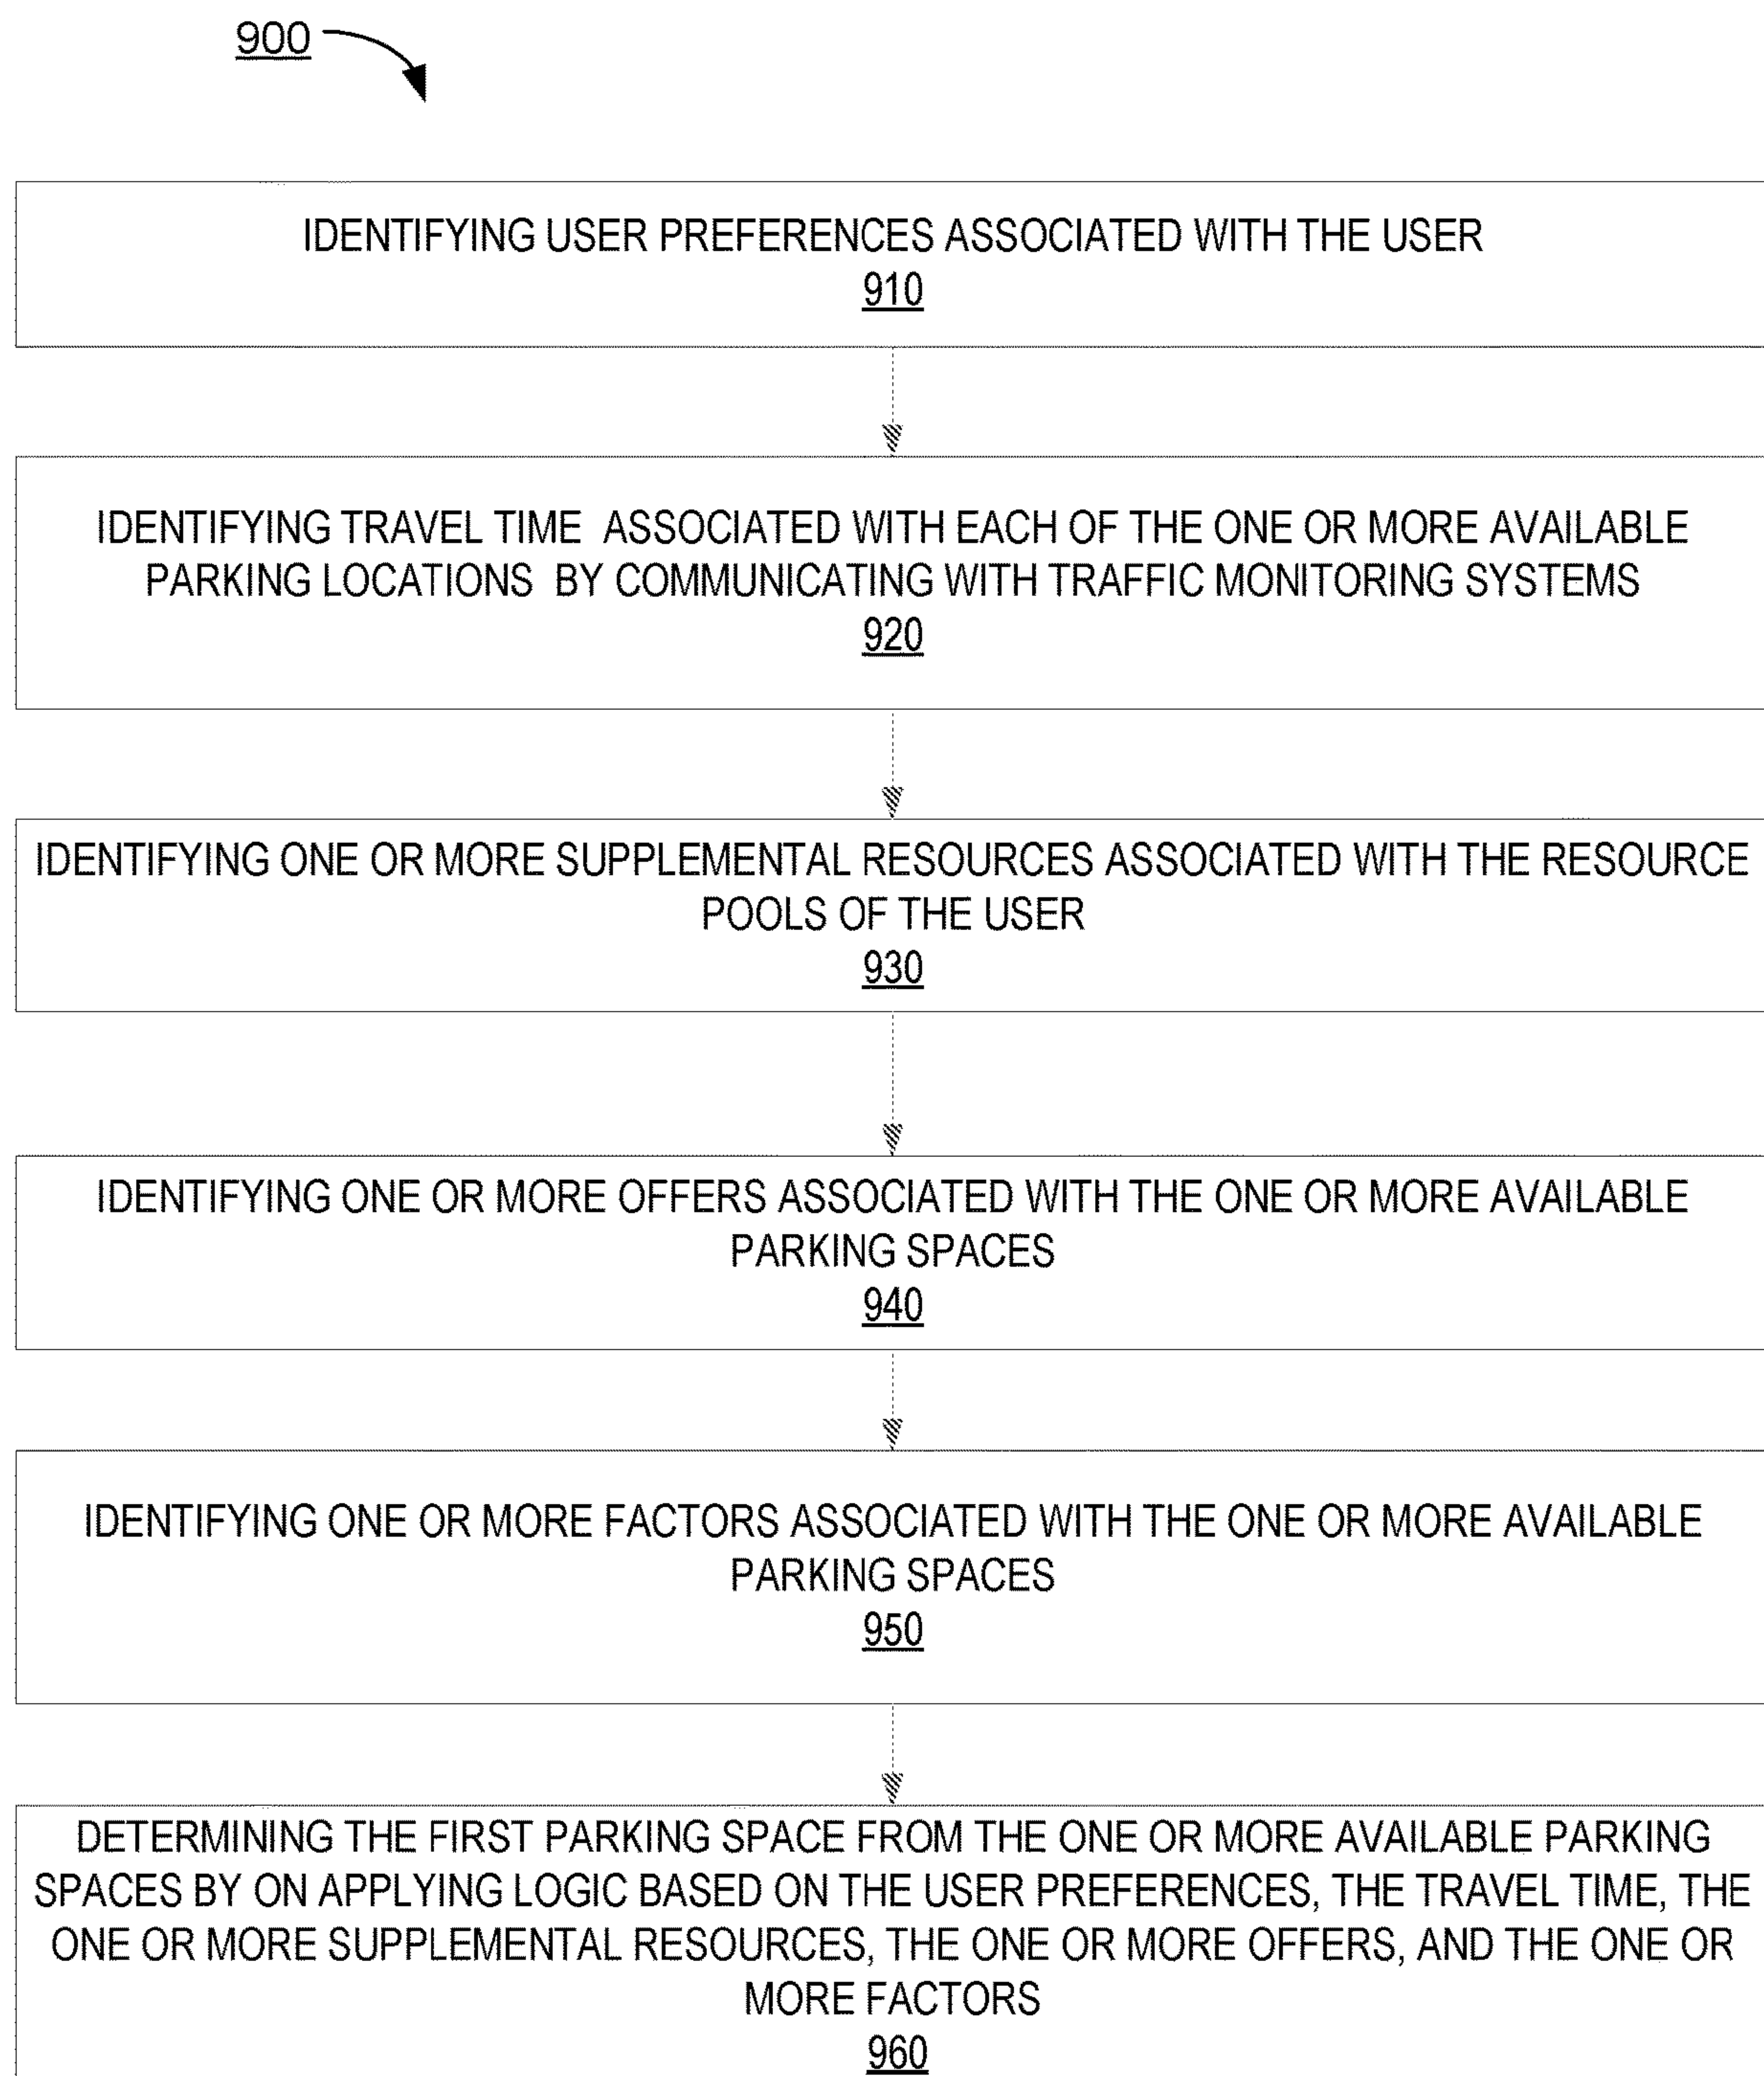 900
IDENTIFYING USER PREFERENCES ASSOCIATED WITH THE USER
910
IDENTIFYING TRAVEL TIME ASSOCIATED WITH EACH OF THE ONE OR MORE AVAILABLE
PARKING LOCATIONS BY COMMUNICATING WITH TRAFFIC MONITORING SYSTEMS
920
IDENTIFYING ONE OR MORE SUPPLEMENTAL RESOURCES ASSOCIATED WITH THE RESOURCE
POOLS OF THE USER
930
IDENTIFYING ONE OR MORE OFFERS ASSOCIATED WITH THE ONE OR MORE AVAILABLE
PARKING SPACES
940
IDENTIFYING ONE OR MORE FACTORS ASSOCIATED WITH THE ONE OR MORE AVAILABLE
PARKING SPACES
950
DETERMINING THE FIRST PARKING SPACE FROM THE ONE OR MORE AVAILABLE PARKING
SPACES BY ON APPLYING LOGIC BASED ON THE USER PREFERENCES, THE TRAVEL TIME, THE
ONE OR MORE SUPPLEMENTAL RESOURCES, THE ONE OR MORE OFFERS, AND THE ONE OR
MORE FACTORS
960